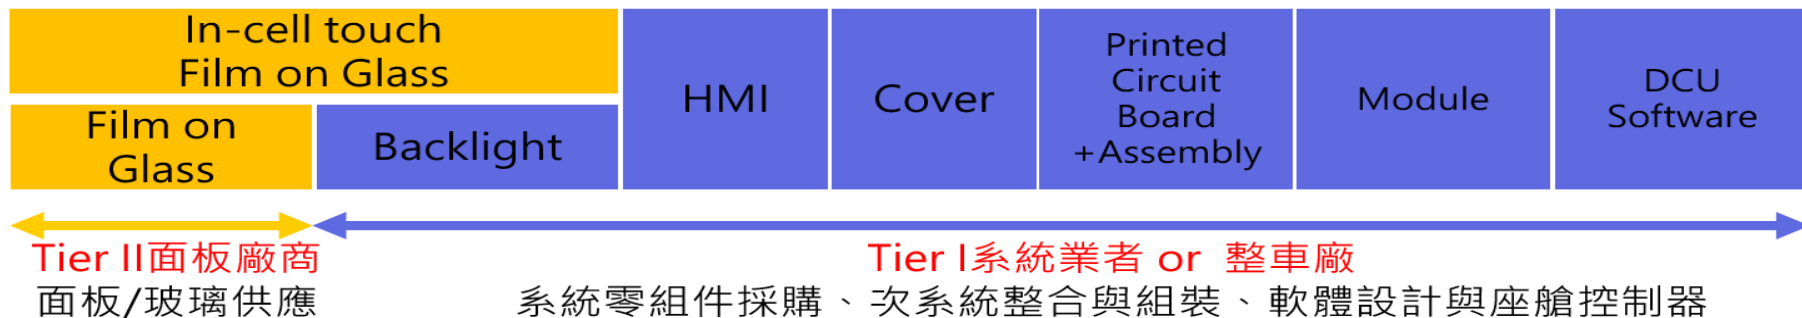 In-cell touch
Film on Glass
Film on
Glass
Backlight
HMI
Cover
Printed
Circuit
Board
+Assembly
Module
DCU
Software
Tier II面板廠商
面板/玻璃供應
Tier I系統業者 or 整車廠
系統零組件採購、次系統整合與組裝、軟體設計與座艙控制器